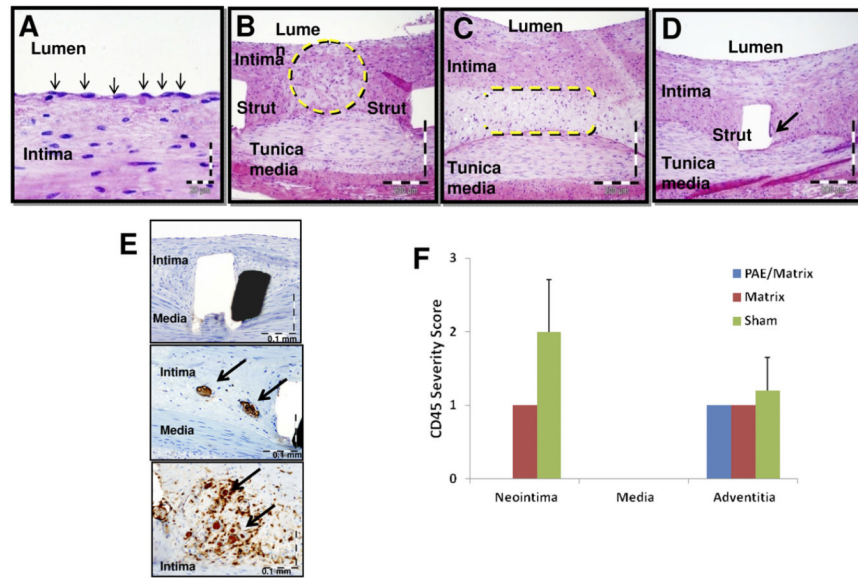 A
Lumen
Intima
B
Lume
n
Intima
Strut
Strut
Tunica
media
C
Lumen
Intima
Tunica
media
D
Lumen
Intima
Strut
Tunica
media
E
Intima
Media
0.1 mm
Intima
Media
0.1 mm
Intima
0.1 mm
F
CD45 Severity Score
3
2
1
0
PAE/Matrix
Matrix
Sham
Neointima
Media
Adventitia